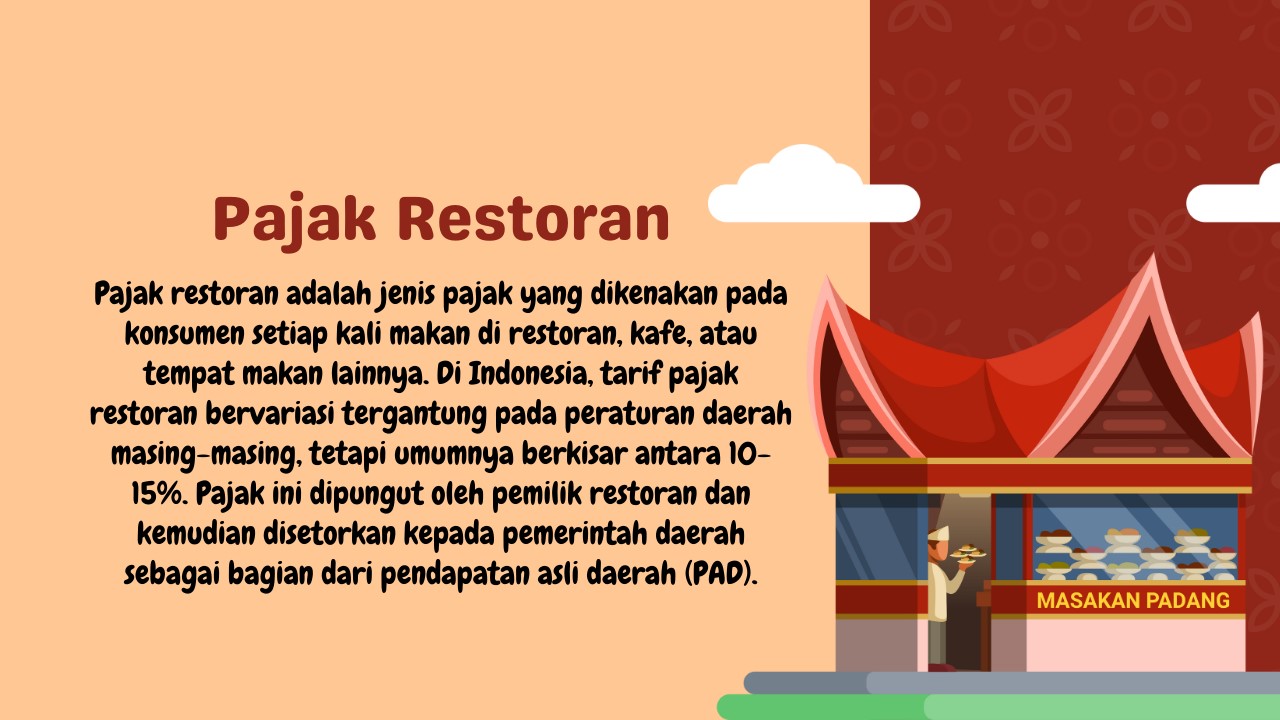 Pajak Restoran
Pajak restoran adalah jenis pajak yang dikenakan pada
konsumen setiap kali makan di restoran, kafe, atau
tempat makan lainnya. Di Indonesia, tarif pajak
restoran bervariasi tergantung pada peraturan daerah
masing-masing, tetapi umumnya berkisar antara 10-
15%. Pajak ini dipungut oleh pemilik restoran dan
kemudian disetorkan kepada pemerintah daerah
sebagai bagian dari pendapatan asli daerah (PAD).
MASAKAN PADANG